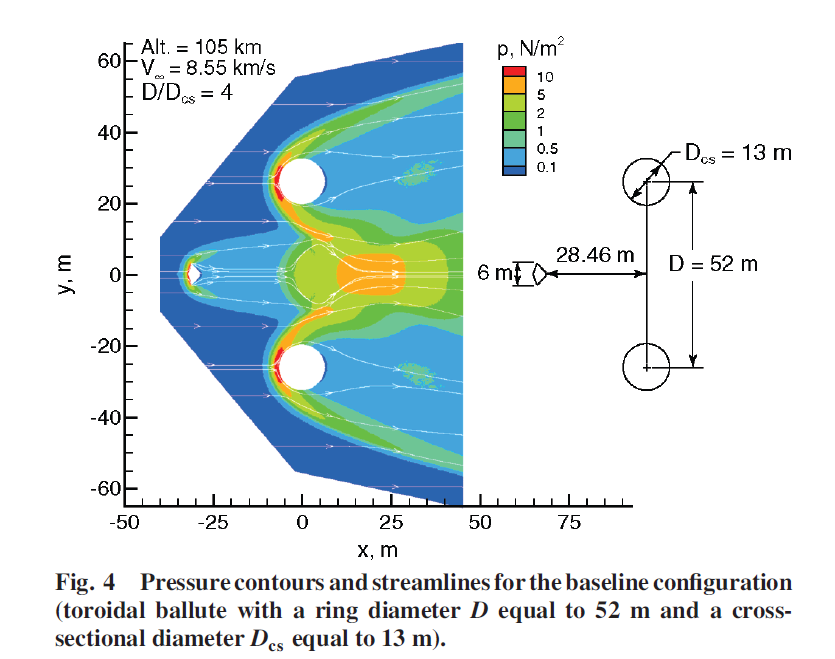 Alt. = 105 km
V∞ = 8.55 km/s
D/Dcs = 4
p, N/m²
10
5
2
1
0.5
0.1
60
40
20
0
-20
-40
-60
y, m
-50
-25
0
25
50
75
x, m
Dcs = 13 m
28.46 m
6 m
D = 52 m
Fig. 4 Pressure contours and streamlines for the baseline configuration
(toroidal ballute with a ring diameter D equal to 52 m and a cross-
sectional diameter Dcs equal to 13 m).